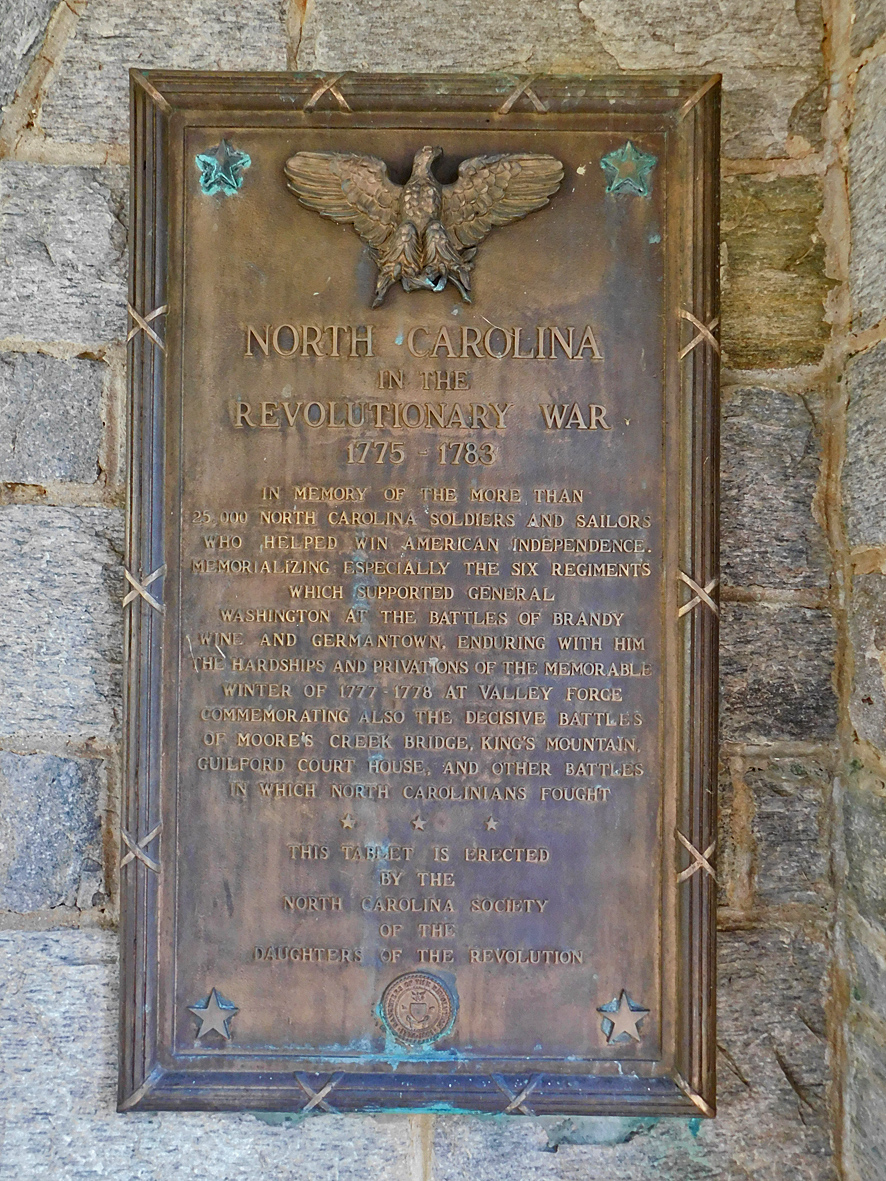 NORTH CAROLINA
IN THE
REVOLUTIONARY WAR
1775 - 1783
IN MEMORY OF THE MORE THAN
25,000 NORTH CAROLINA SOLDIERS AND SAILORS
WHO HELPED WIN AMERICAN INDEPENDENCE.
MEMORIALIZING ESPECIALLY THE SIX REGIMENTS
WHICH SUPPORTED GENERAL
WASHINGTON AT THE BATTLES OF BRANDY
WINE AND GERMANTOWN, ENDURING WITH HIM
THE HARDSHIPS AND PRIVATIONS OF THE MEMORABLE
WINTER OF 1777-1778 AT VALLEY FORGE
COMMEMORATING ALSO THE DECISIVE BATTLES
OF MOORE'S CREEK BRIDGE, KING'S MOUNTAIN,
GUILFORD COURT HOUSE, AND OTHER BATTLES
IN WHICH NORTH CAROLINIANS FOUGHT
THIS TABLET IS ERECTED
BY THE
NORTH CAROLINA SOCIETY
OF THE
DAUGHTERS OF THE REVOLUTION